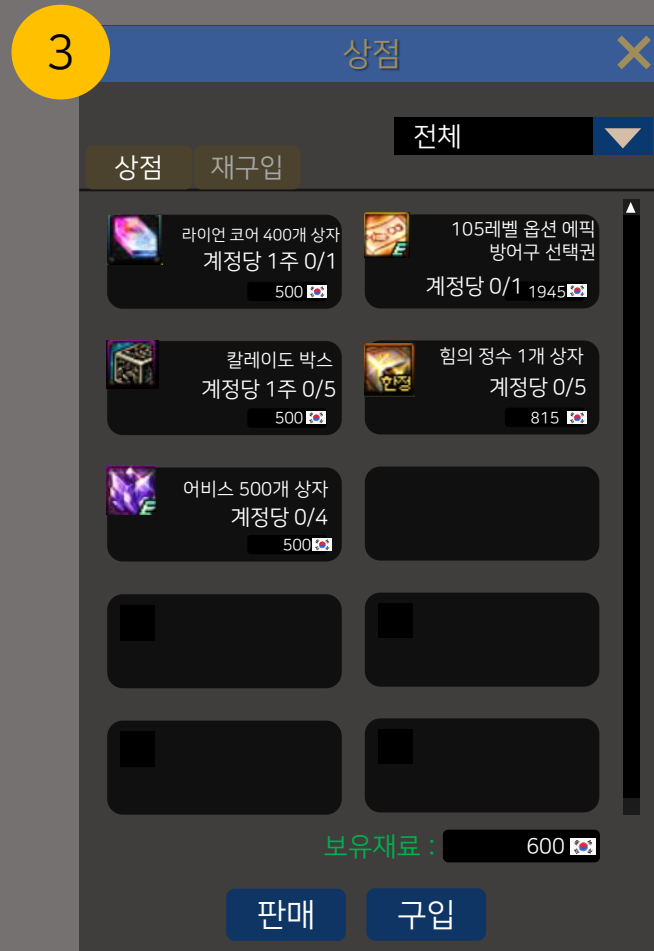 3
상점
전체
상점 재구입
라이언 코어 400개 상자
계정당 1주 0/1
500
105레벨 옵션 에픽
방어구 선택권
계정당 0/1 1945
칼레이도 박스
계정당 1주 0/5
500
한정
힘의 정수 1개 상자
계정당 0/5
815
E
어비스 500개 상자
계정당 0/4
500
보유재료 : 600
판매 구입